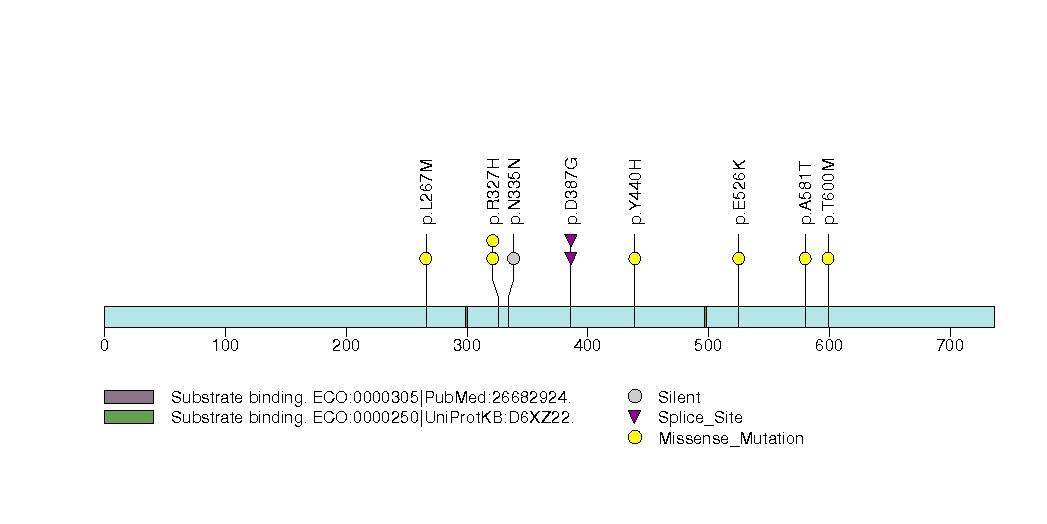 p.L267M
p.R327H
p.N335N
p.D387G
p.Y440H
p.E526K
p.A581T
p.T600M
0 100 200 300 400 500 600 700
Substrate binding. ECO:0000305|PubMed:26682924.
Substrate binding. ECO:0000250|UniProtKB:D6XZ22.
Silent
Splice_Site
Missense_Mutation